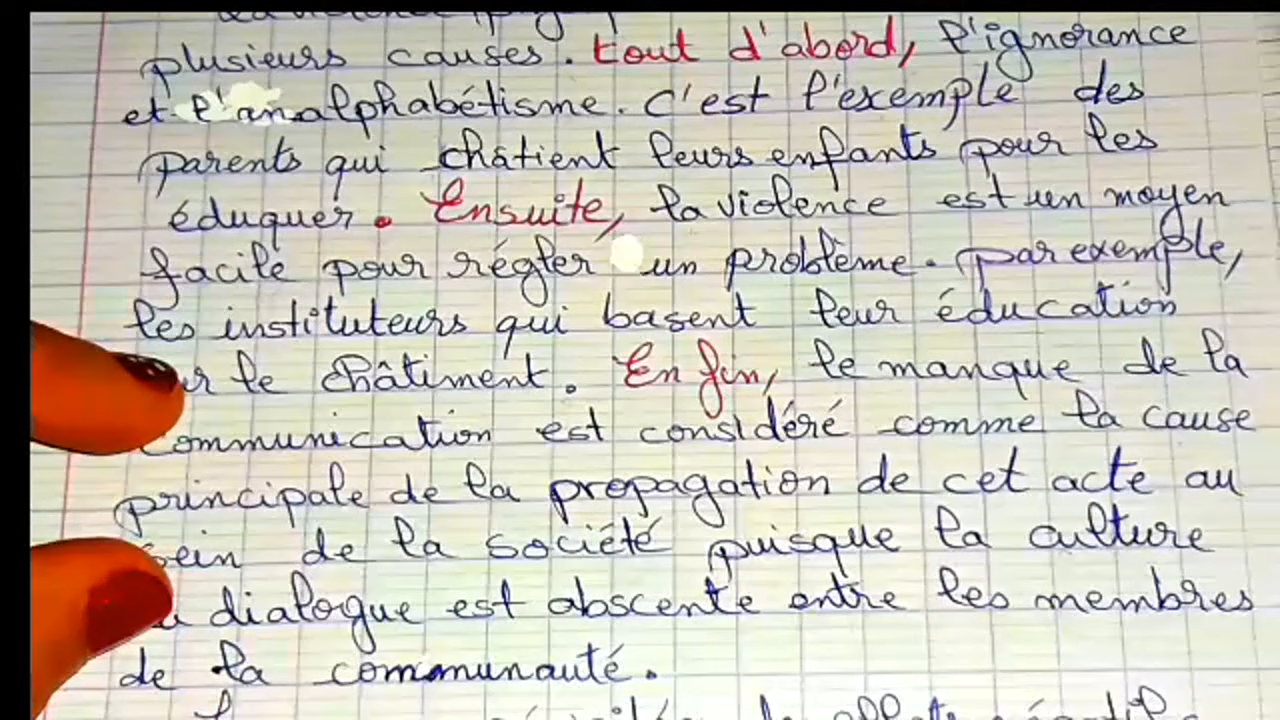 plusieurs causes. tout d'abord, l'ignorance
et l'analphabétisme. c'est l'exemple des
parents qui châtient leurs enfants pour les
éduquer. Ensuite, la violence est un moyen
facile pour régler un problème. par exemple,
les instituteurs qui basent leur éducation
le châtiment. En fin, le manque de la
communication est considéré comme la cause
principale de la propagation de cet acte au
sein de la société puisque la culture
dialogue est abscente entre les membres
de la communauté.